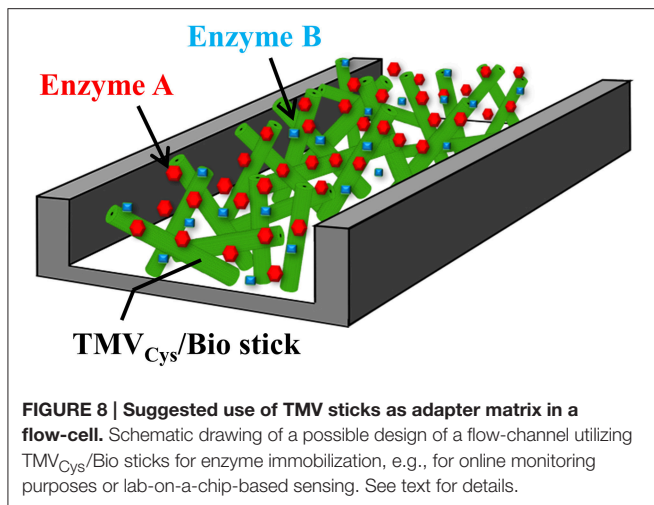 Enzyme B
Enzyme A
TMVCys/Bio stick
FIGURE 8 | Suggested use of TMV sticks as adapter matrix in a
flow-cell. Schematic drawing of a possible design of a flow-channel utilizing
TMVCys/Bio sticks for enzyme immobilization, e.g., for online monitoring
purposes or lab-on-a-chip-based sensing. See text for details.